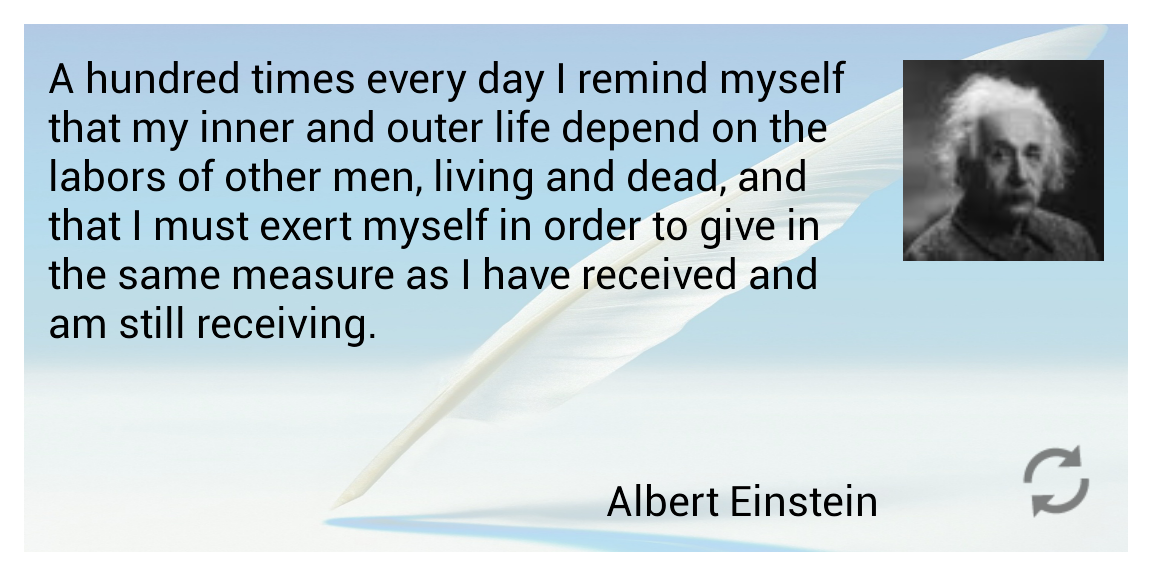 A hundred times every day I remind myself
that my inner and outer life depend on the
labors of other men, living and dead, and
that I must exert myself in order to give in
the same measure as I have received and
am still receiving.
Albert Einstein